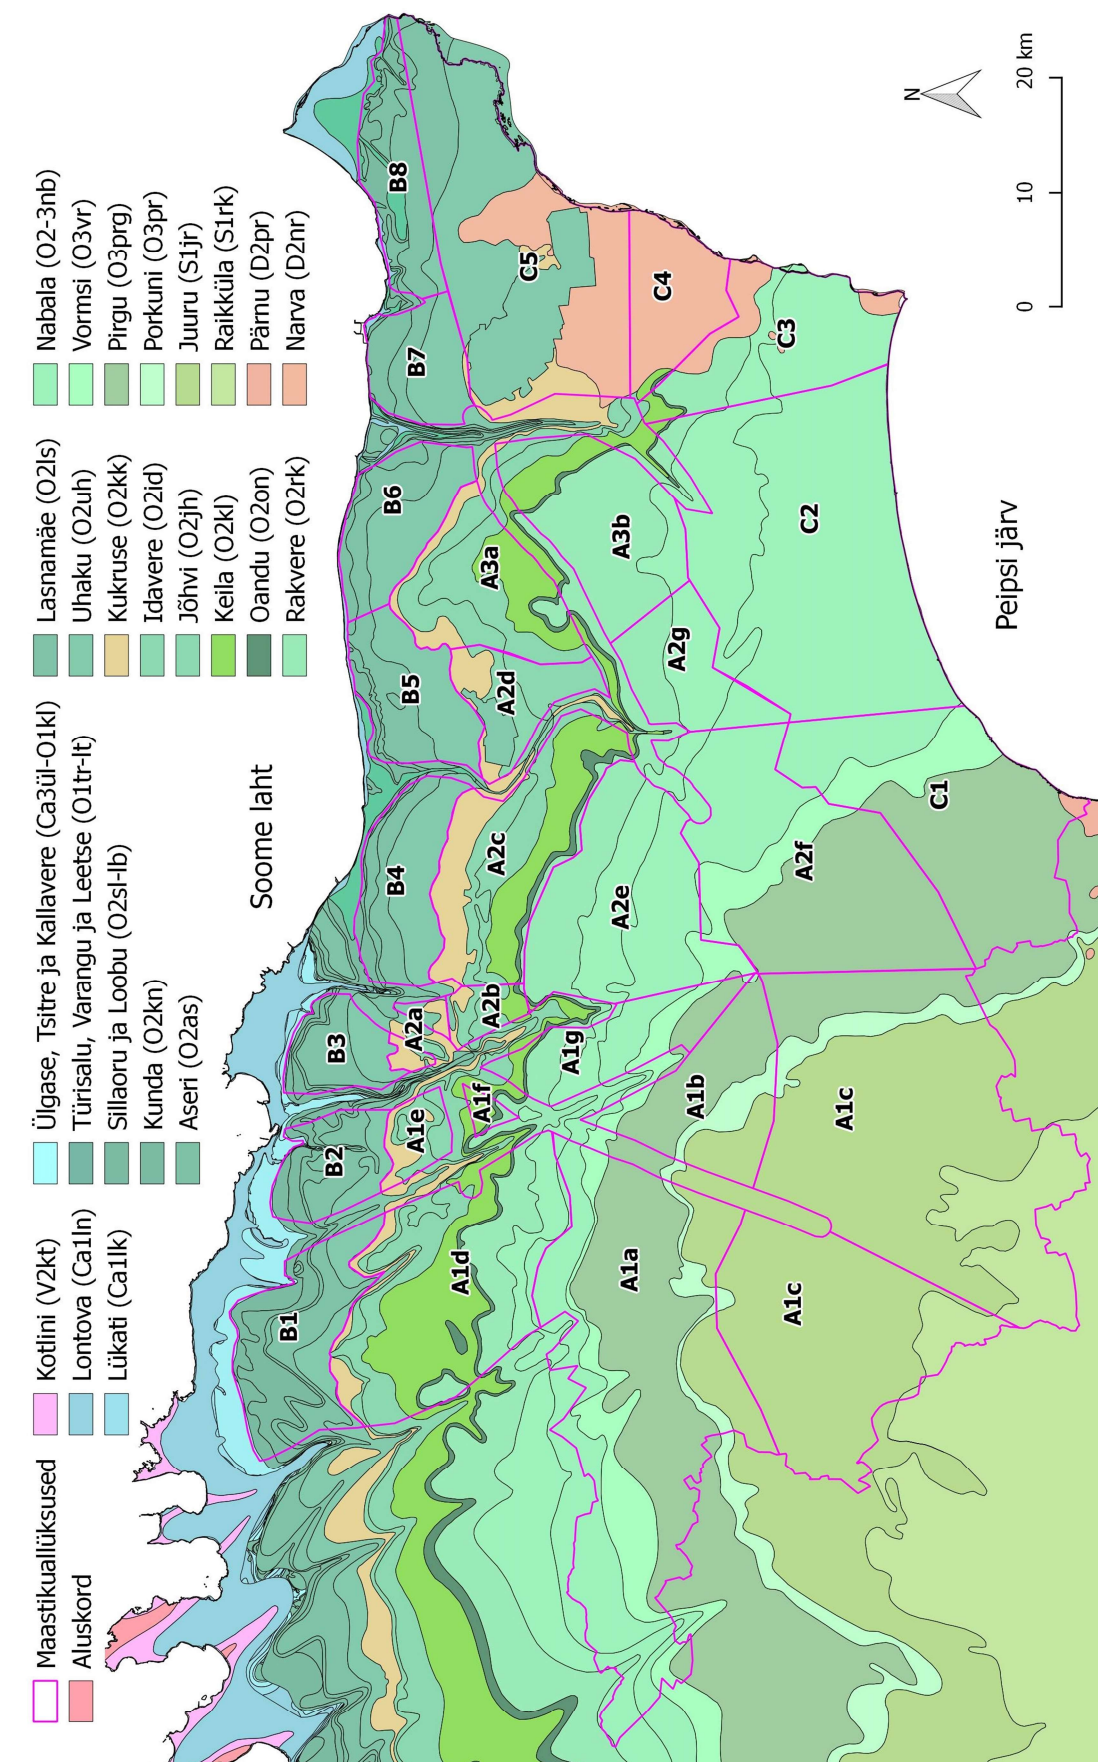 Maastikuallüksused
Aluskord
Kotlini (V2kt)
Lontova (Ca1ln)
Lükati (Ca1lk)
Ülgase, Tsitre ja Kallavere (Ca3ül-O1kl)
Türisalu, Varangu ja Leetse (O1tr-lt)
Sillaoru ja Loobu (O2sl-lb)
Kunda (O2kn)
Aseri (O2as)
Lasnamäe (O2ls)
Uhaku (O2uh)
Kukruse (O2kk)
Idavere (O2id)
Jõhvi (O2jh)
Keila (O2kl)
Oandu (O2on)
Rakvere (O2rk)
Nabala (O2-3nb)
Vormsi (O3vr)
Pirgu (O3prg)
Porkuni (O3pr)
Juuru (S1jr)
Raikküla (S1rk)
Pärnu (D2pr)
Narva (D2nr)
Soome laht
B1
B2
B3
B4
B5
B6
B7
B8
A1d
A1e
A1f
A2a
A2b
A2c
A2d
A3a
A3b
C5
C4
A1g
A2e
A2g
C3
A1a
A1b
A2f
C2
A1c
A1c
C1
Peipsi järv
N
0 10 20 km